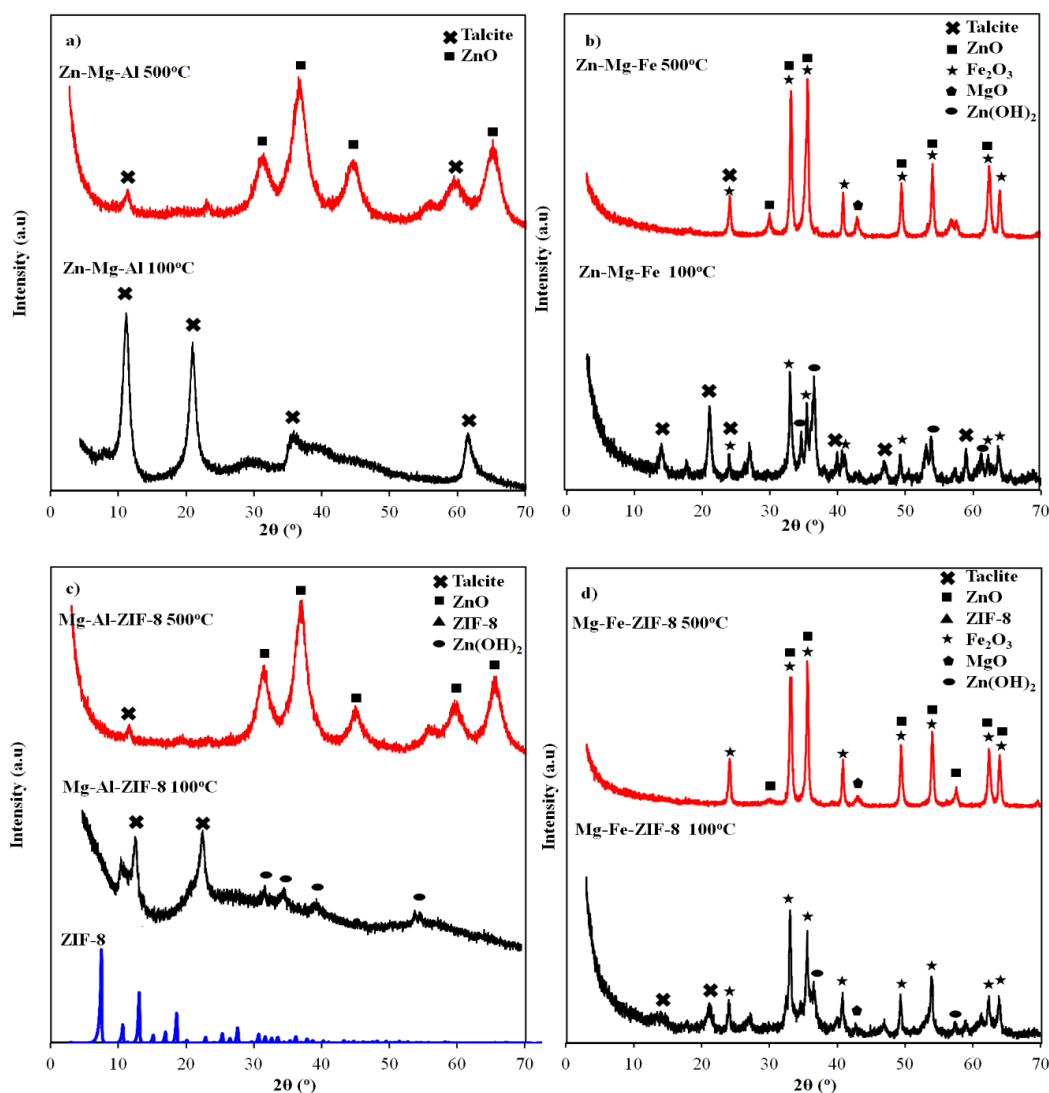 a)
Talcite
ZnO
Zn-Mg-Al 500°C
Zn-Mg-Al 100°C
Intensity (a.u)
0 10 20 30 40 50 60 70
2θ (°)
b)
Talclite
ZnO
Fe₂O₃
MgO
Zn(OH)₂
Zn-Mg-Fe 500°C
Zn-Mg-Fe 100°C
Intensity (a.u)
0 10 20 30 40 50 60 70
2θ (°)
c)
Talcite
ZnO
ZIF-8
Zn(OH)₂
Mg-Al-ZIF-8 500°C
Mg-Al-ZIF-8 100°C
ZIF-8
Intensity (a.u)
0 10 20 30 40 50 60 70
2θ (°)
d)
Taclite
ZnO
ZIF-8
Fe₂O₃
MgO
Zn(OH)₂
Mg-Fe-ZIF-8 500°C
Mg-Fe-ZIF-8 100°C
Intensity (a.u)
0 10 20 30 40 50 60 70
2θ (°)